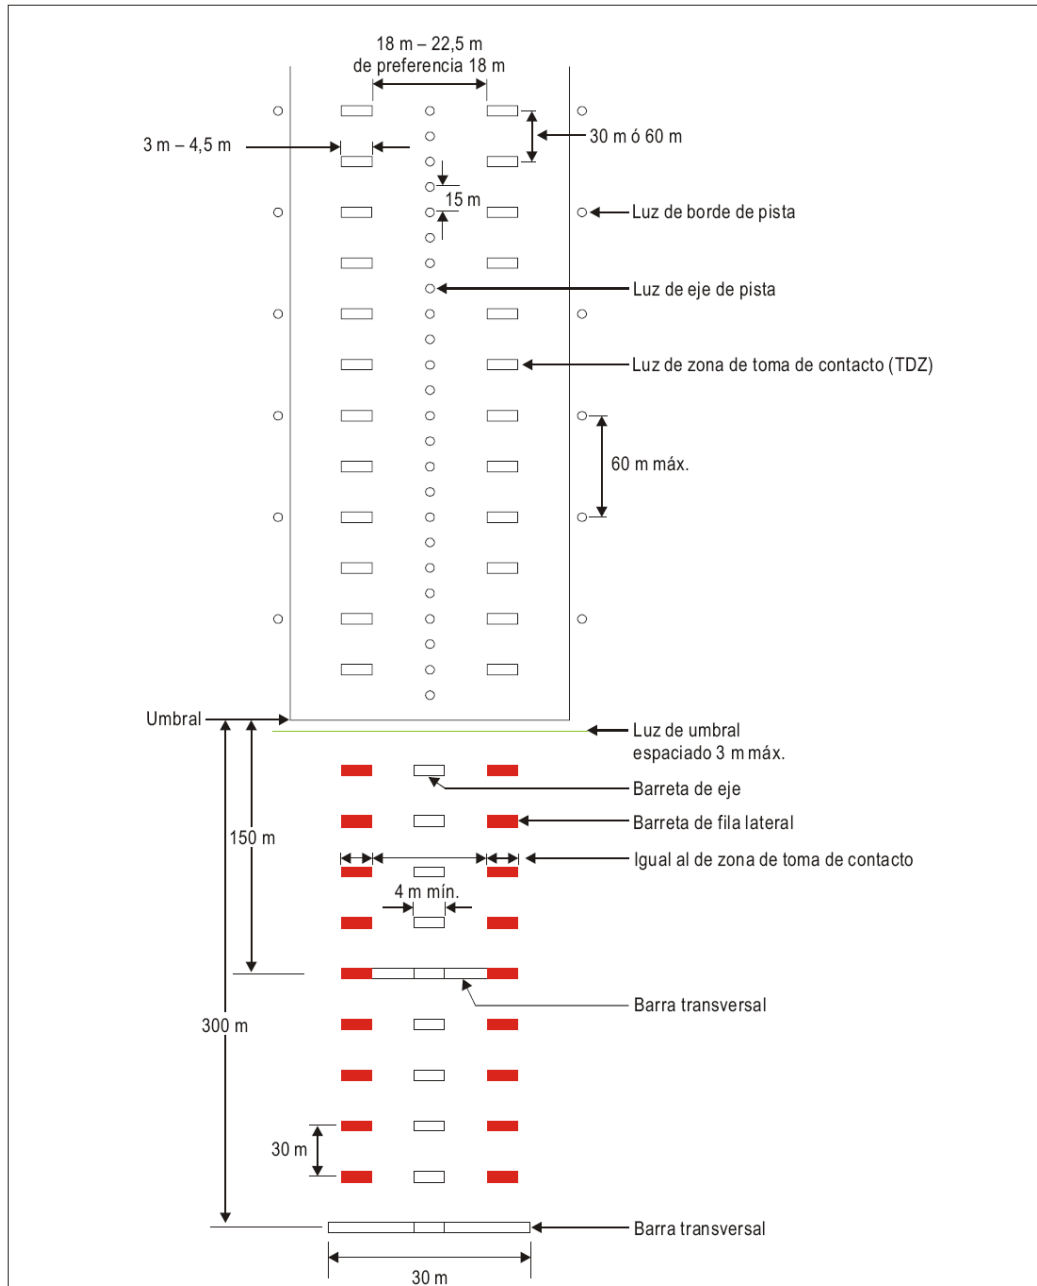 18 m – 22,5 m
de preferencia 18 m
3 m – 4,5 m
30 m ó 60 m
15 m
Luz de borde de pista
Luz de eje de pista
Luz de zona de toma de contacto (TDZ)
60 m máx.
Umbral
Luz de umbral
espaciado 3 m máx.
Barreta de eje
Barreta de fila lateral
150 m
Igual al de zona de toma de contacto
4 m mín.
Barra transversal
300 m
30 m
Barra transversal
30 m